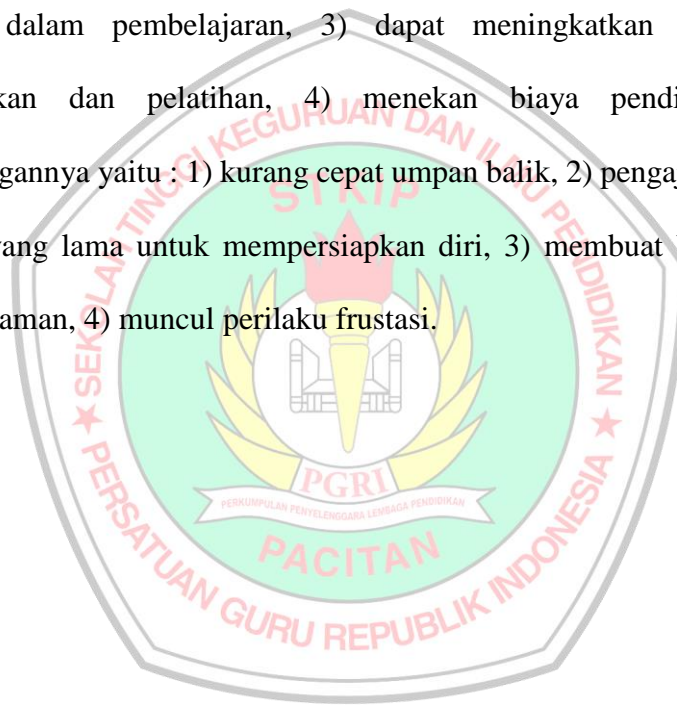 dalam pembelajaran, 3) dapat meningkatkan
kan dan pelatihan, 4) menekan biaya pendi
gannya yaitu : 1) kurang cepat umpan balik, 2) pengaj
yang lama untuk mempersiapkan diri, 3) membuat
aman, 4) muncul perilaku frustasi.
SEKOLAH TINGGI KEGURUAN DAN ILMU PENDIDIKAN
STKIP
PGRI
PERKUMPULAN PENYELENGGARA LEMBAGA PENDIDIKAN
PACITAN
PERSATUAN GURU REPUBLIK INDONESIA